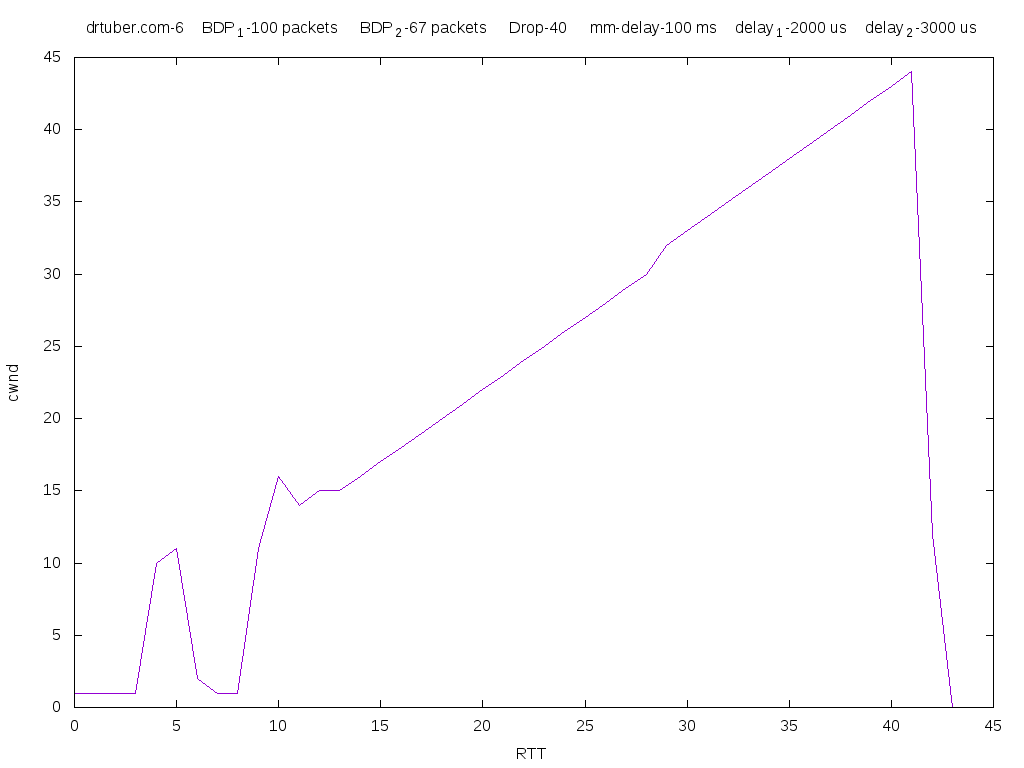 drtuber.com-6 BDP1-100 packets BDP2-67 packets Drop-40 mm-delay-100 ms delay1-2000 us delay2-3000 us
45
40
35
30
25
20
15
10
5
0
cwnd
0 5 10 15 20 25 30 35 40 45
RTT